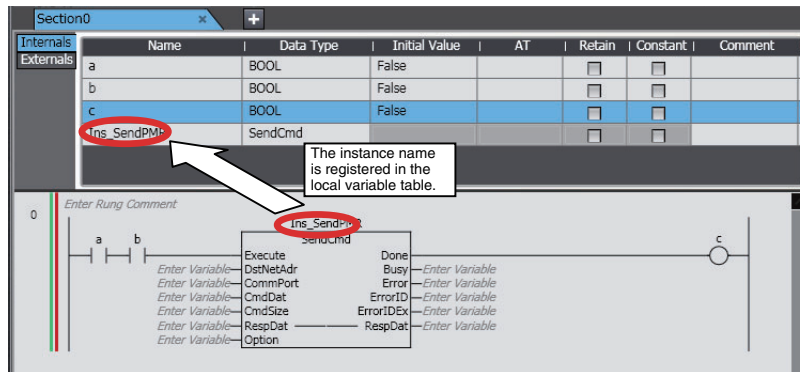 Section0 × +
Internals
Externals
Name | Data Type | Initial Value | AT | Retain | Constant | Comment
a BOOL False
b BOOL False
c BOOL False
Ins_SendPMR SendCmd
The instance name
is registered in the
local variable table.
Enter Rung Comment
0
Ins_SendPMR
SendCmd
a b c
Execute Done
Enter Variable DstNetAdr Busy Enter Variable
Enter Variable CommPort Error Enter Variable
Enter Variable CmdDat ErrorID Enter Variable
Enter Variable CmdSize ErrorIDEx Enter Variable
Enter Variable RespDat RespDat Enter Variable
Enter Variable Option